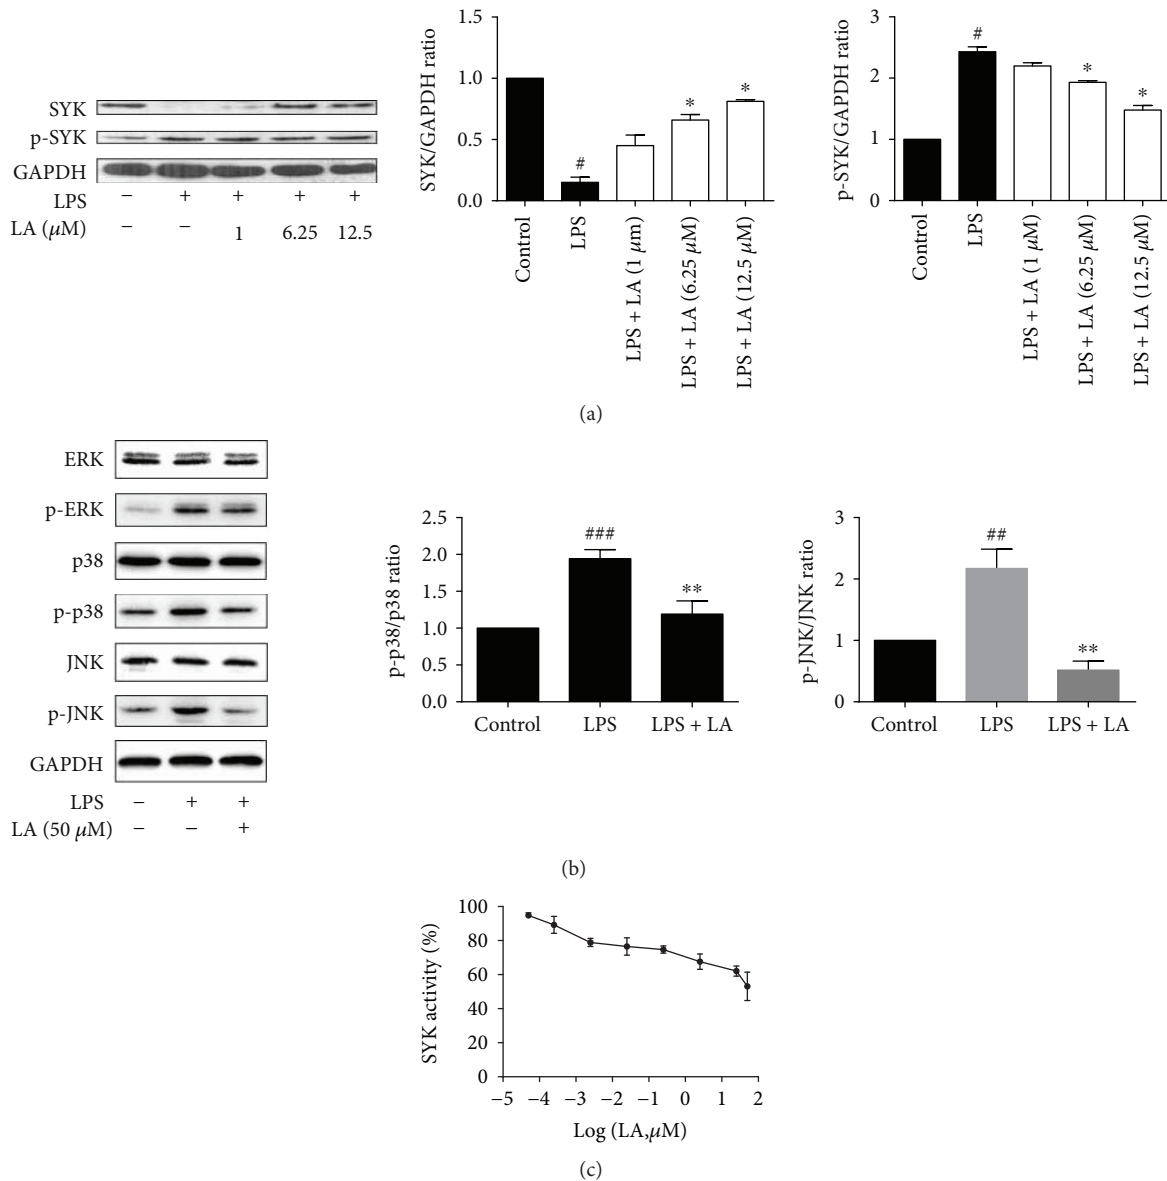 SYK
p-SYK
GAPDH
LPS − + + + +
LA (μM) − − 1 6.25 12.5
SYK/GAPDH ratio
1.5
1.0
0.5
0.0
#
*
*
Control
LPS
LPS + LA (1 μm)
LPS + LA (6.25 μM)
LPS + LA (12.5 μM)
p-SYK/GAPDH ratio
3
2
1
0
#
*
*
Control
LPS
LPS + LA (1 μM)
LPS + LA (6.25 μM)
LPS + LA (12.5 μM)
(a)
ERK
p-ERK
p38
p-p38
JNK
p-JNK
GAPDH
LPS − + +
LA (50 μM) − − +
p-p38/p38 ratio
2.5
2.0
1.5
1.0
0.5
0.0
###
**
Control LPS LPS + LA
p-JNK/JNK ratio
3
2
1
0
##
**
Control LPS LPS + LA
(b)
SYK activity (%)
100
80
60
40
20
0
−5 −4 −3 −2 −1 0 1 2
Log (LA,μM)
(c)